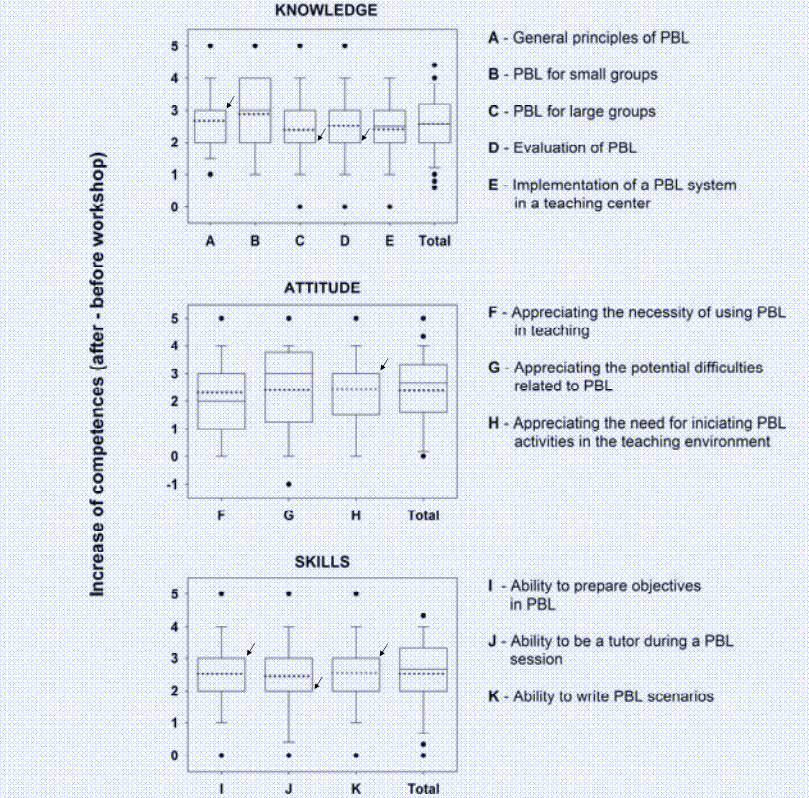 KNOWLEDGE
5
4
3
2
1
0
A B C D E Total
A - General principles of PBL
B - PBL for small groups
C - PBL for large groups
D - Evaluation of PBL
E - Implementation of a PBL system
in a teaching center
Increase of competences (after - before workshop)
ATTITUDE
5
4
3
2
1
0
-1
F G H Total
F - Appreciating the necessity of using PBL
in teaching
G - Appreciating the potential difficulties
related to PBL
H - Appreciating the need for iniciating PBL
activities in the teaching environment
SKILLS
5
4
3
2
1
0
I J K Total
I - Ability to prepare objectives
in PBL
J - Ability to be a tutor during a PBL
session
K - Ability to write PBL scenarios